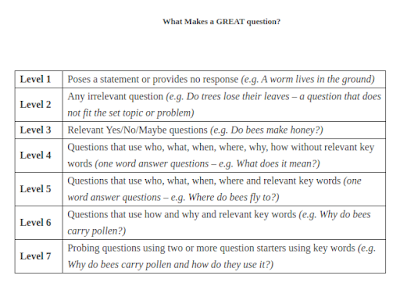 What Makes a GREAT question?
Level 1 Poses a statement or provides no response (e.g. A worm lives in the ground)
Level 2 Any irrelevant question (e.g. Do trees lose their leaves – a question that does
not fit the set topic or problem)
Level 3 Relevant Yes/No/Maybe questions (e.g. Do bees make honey?)
Level 4 Questions that use who, what, when, where, why, how without relevant key
words (one word answer questions – e.g. What does it mean?)
Level 5 Questions that use who, what, when, where and relevant key words (one
word answer questions – e.g. Where do bees fly to?)
Level 6 Questions that use how and why and relevant key words (e.g. Why do bees
carry pollen?)
Level 7 Probing questions using two or more question starters using key words (e.g.
Why do bees carry pollen and how do they use it?)